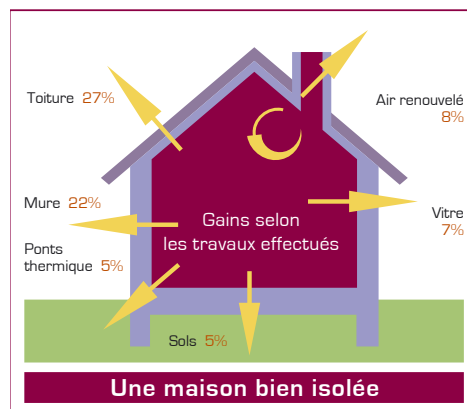 Toiture 27%
Air renouvelé
8%
Mure 22%
Vitre
7%
Gains selon
les travaux effectués
Ponts
thermique 5%
Sols 5%
Une maison bien isolée